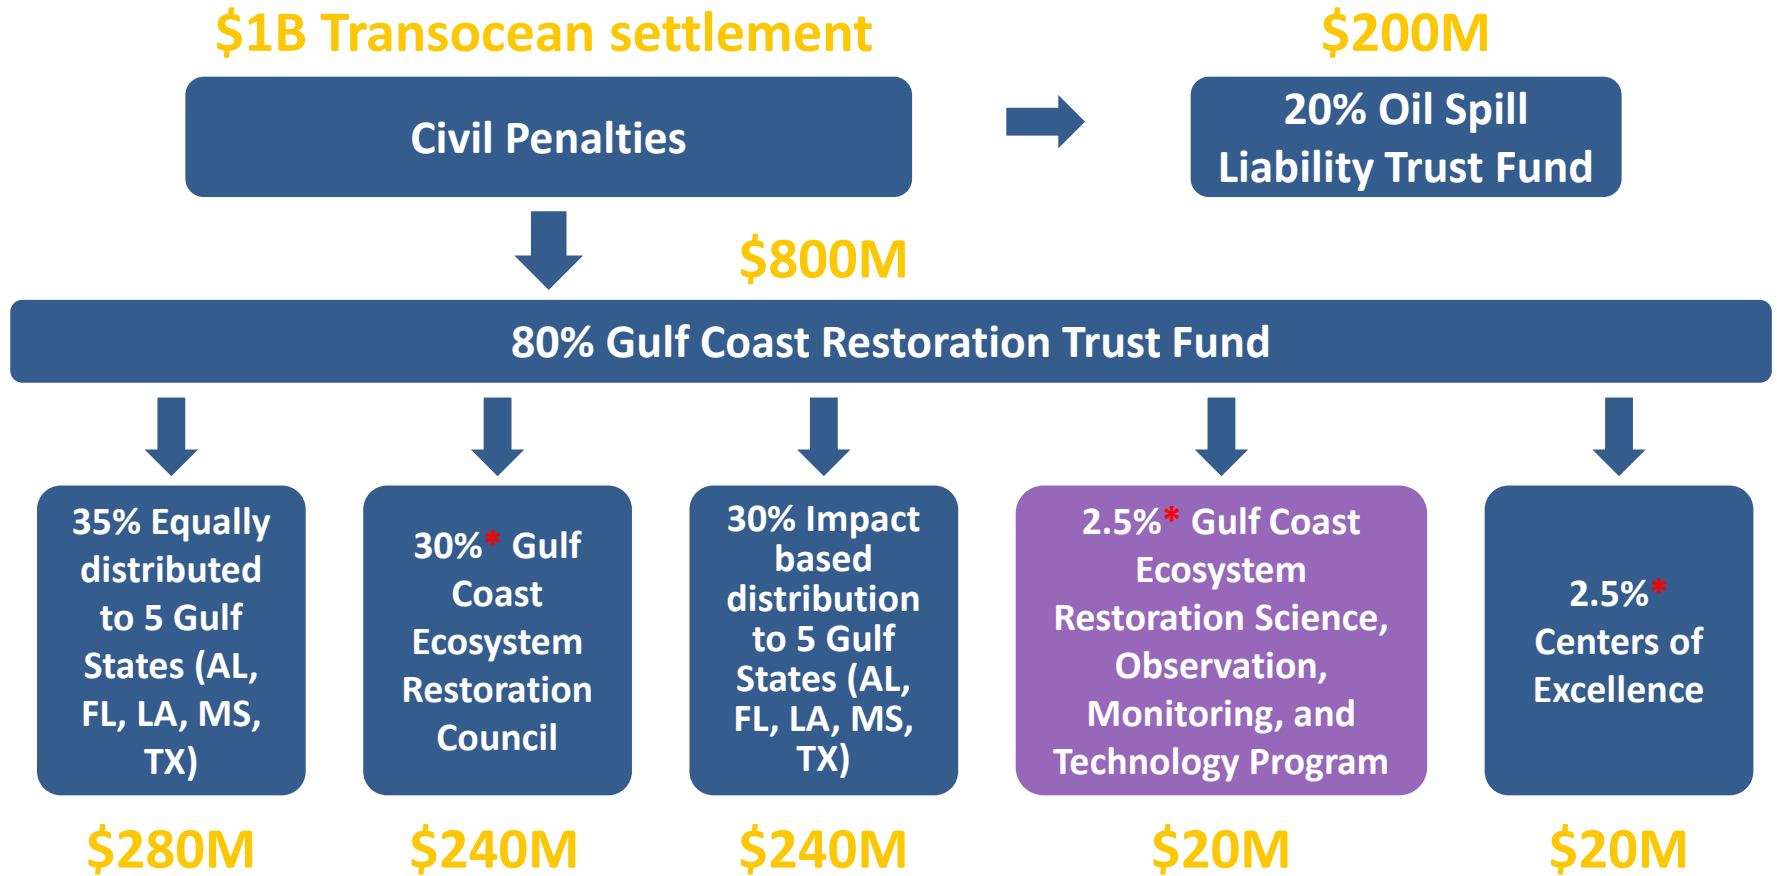 $1B Transocean settlement
$200M
Civil Penalties
20% Oil Spill
Liability Trust Fund
$800M
80% Gulf Coast Restoration Trust Fund
35% Equally
distributed
to 5 Gulf
States (AL,
FL, LA, MS,
TX)
30%* Gulf
Coast
Ecosystem
Restoration
Council
30% Impact
based
distribution
to 5 Gulf
States (AL,
FL, LA, MS,
TX)
2.5%* Gulf Coast
Ecosystem
Restoration Science,
Observation,
Monitoring, and
Technology Program
2.5%*
Centers of
Excellence
$280M
$240M
$240M
$20M
$20M